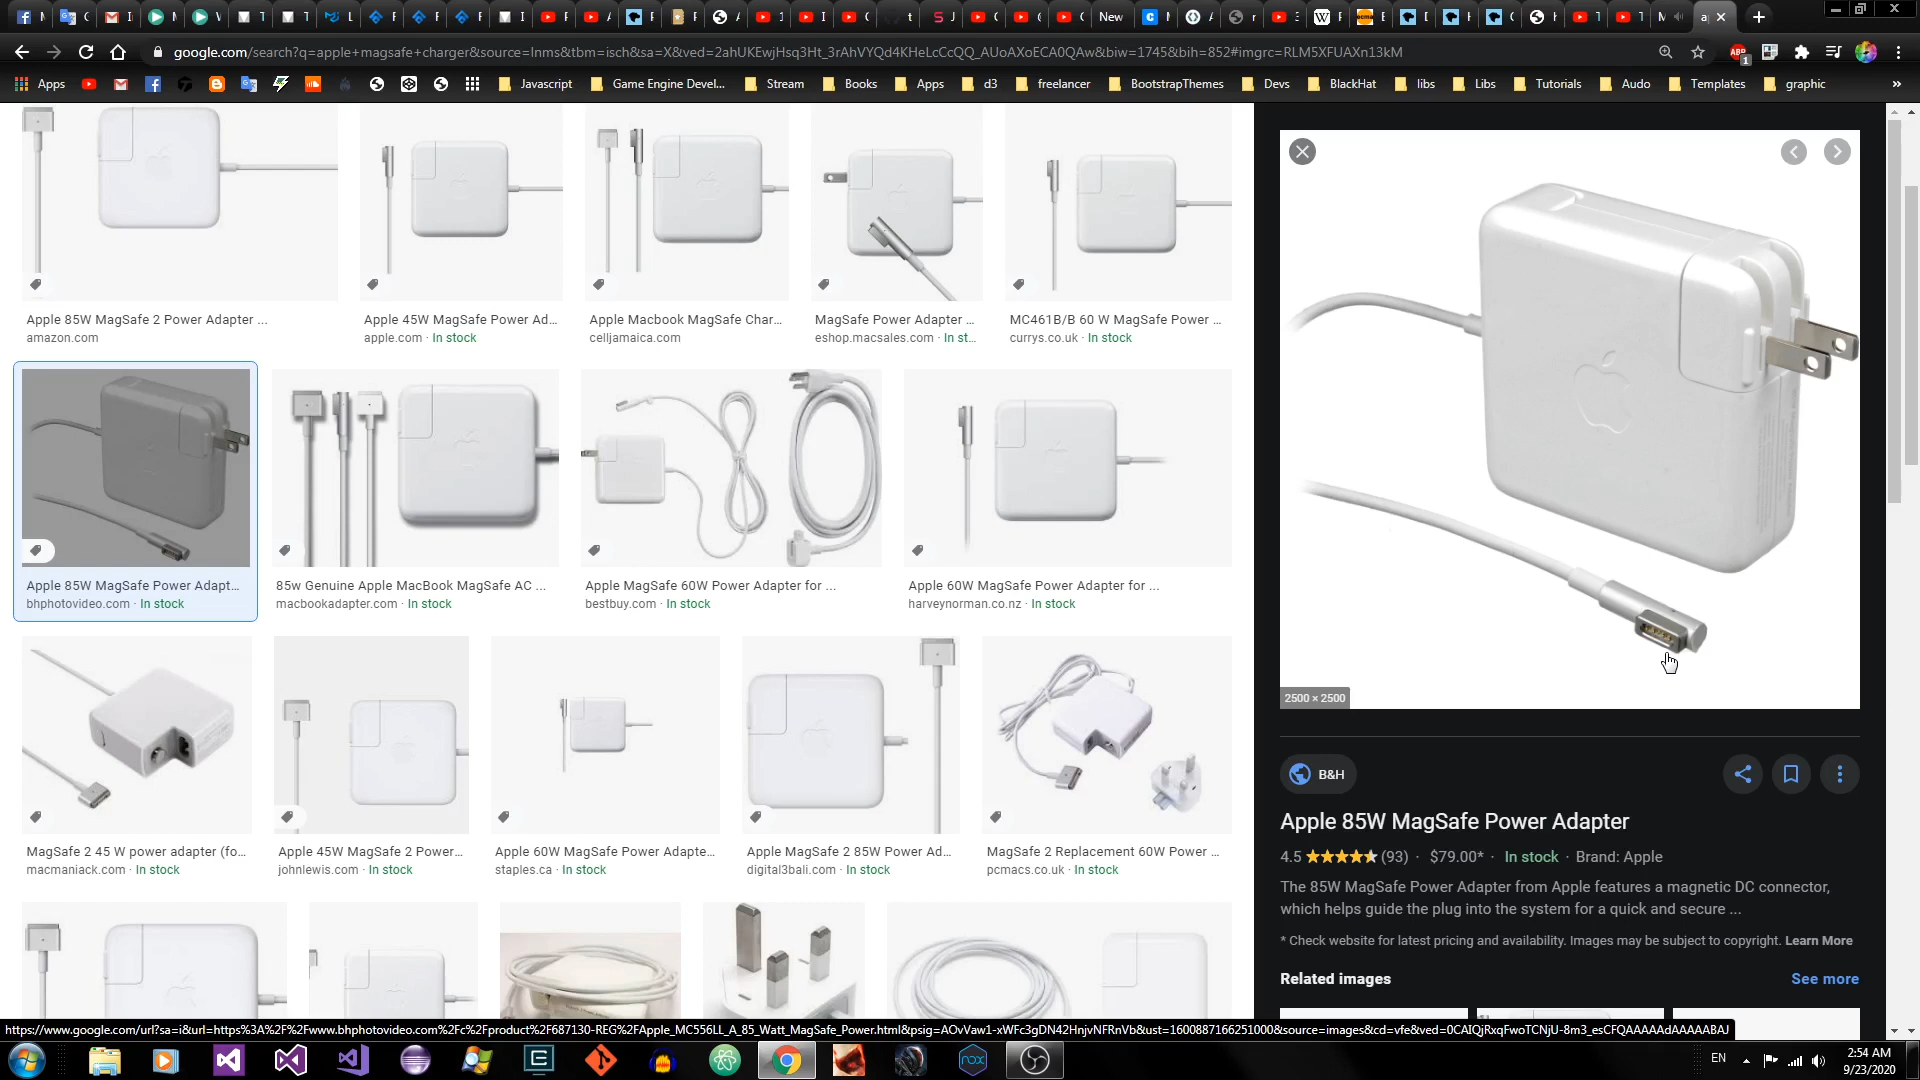 New
google.com/search?q=apple+magsafe+charger&source=lnms&tbm=isch&sa=X&ved=2ahUKEwjHsq3Ht_3rAhVYQd4KHeLcCcQQ_AUoAXoECA0QAw&biw=1745&bih=852#imgrc=RLM5XFUAXn13kM
Apps
Javascript
Game Engine Devel...
Stream
Books
Apps
d3
freelancer
BootstrapThemes
Devs
BlackHat
libs
Libs
Tutorials
Audo
Templates
graphic
»
Apple 85W MagSafe 2 Power Adapter ...
amazon.com
Apple 45W MagSafe Power Ad...
apple.com · In stock
Apple Macbook MagSafe Char...
celljamaica.com
MagSafe Power Adapter ...
eshop.macsales.com · In st...
MC461B/B 60 W MagSafe Power ...
currys.co.uk · In stock
Apple 85W MagSafe Power Adapt...
bhphotovideo.com · In stock
85w Genuine Apple MacBook MagSafe AC ...
macbookadapter.com · In stock
Apple MagSafe 60W Power Adapter for ...
bestbuy.com · In stock
Apple 60W MagSafe Power Adapter for ...
harveynorman.co.nz · In stock
MagSafe 2 45 W power adapter (fo...
macmaniack.com · In stock
Apple 45W MagSafe 2 Power...
johnlewis.com · In stock
Apple 60W MagSafe Power Adapte...
staples.ca · In stock
Apple MagSafe 2 85W Power Ad...
digital3bali.com · In stock
MagSafe 2 Replacement 60W Power ...
pcmacs.co.uk · In stock
2500 × 2500
B&H
Apple 85W MagSafe Power Adapter
4.5 ★★★★★ (93) · $79.00* · In stock · Brand: Apple
The 85W MagSafe Power Adapter from Apple features a magnetic DC connector,
which helps guide the plug into the system for a quick and secure ...
* Check website for latest pricing and availability. Images may be subject to copyright. Learn More
Related images
See more
https://www.google.com/url?sa=i&url=https%3A%2F%2Fwww.bhphotovideo.com%2Fc%2Fproduct%2F687130-REG%2FApple_MC556LL_A_85_Watt_MagSafe_Power.html&psig=AOvVaw1-xWFc3gDN42HnjvNFRnVb&ust=1600887166251000&source=images&cd=vfe&ved=0CAIQjRxqFwoTCNjU-8m3_esCFQAAAAAdAAAAABAJ
EN
2:54 AM
9/23/2020